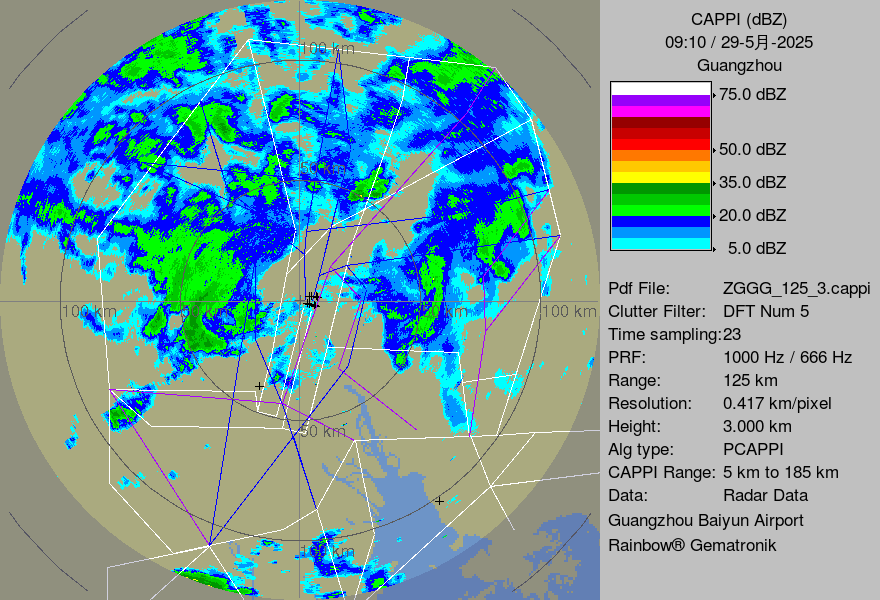 CAPPI (dBZ)
09:10 / 29-5月-2025
Guangzhou
75.0 dBZ
50.0 dBZ
35.0 dBZ
20.0 dBZ
5.0 dBZ
Pdf File: ZGGG_125_3.cappi
Clutter Filter: DFT Num 5
Time sampling:23
PRF: 1000 Hz / 666 Hz
Range: 125 km
Resolution: 0.417 km/pixel
Height: 3.000 km
Alg type: PCAPPI
CAPPI Range: 5 km to 185 km
Data: Radar Data
Guangzhou Baiyun Airport
Rainbow® Gematronik
100 km
50 km
100 km
50 km
50 km
100 km
50 km
100 km